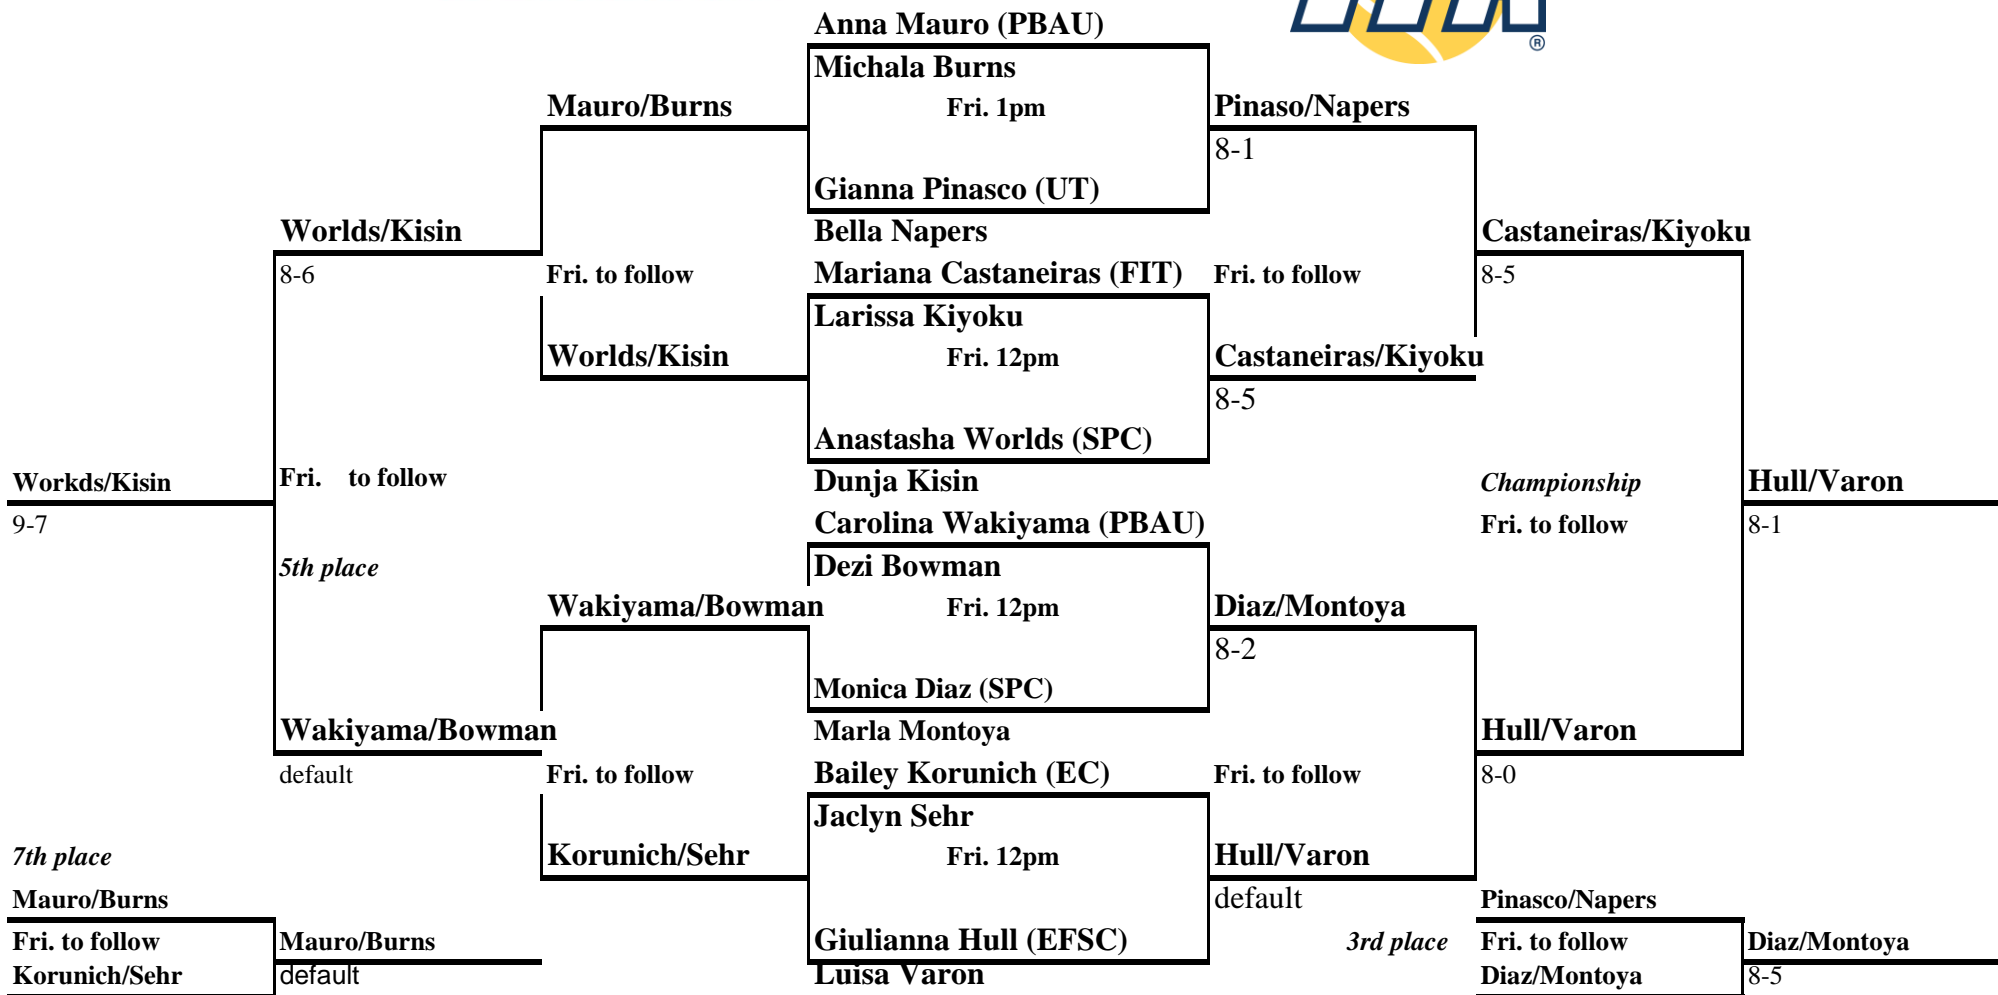 Anna Mauro (PBAU)
®
Michala Burns
Mauro/Burns Fri. 1pm Pinaso/Napers
8-1
Gianna Pinasco (UT)
Worlds/Kisin Bella Napers Castaneiras/Kiyoku
8-6 Fri. to follow Mariana Castaneiras (FIT) Fri. to follow 8-5
Larissa Kiyoku
Worlds/Kisin Fri. 12pm Castaneiras/Kiyoku
8-5
Anastasha Worlds (SPC)
Workds/Kisin Fri. to follow Dunja Kisin Championship Hull/Varon
9-7 Carolina Wakiyama (PBAU) Fri. to follow 8-1
5th place Dezi Bowman
Wakiyama/Bowman Fri. 12pm Diaz/Montoya
8-2
Monica Diaz (SPC)
Wakiyama/Bowman Marla Montoya Hull/Varon
default Fri. to follow Bailey Korunich (EC) Fri. to follow 8-0
Jaclyn Sehr
7th place Korunich/Sehr Fri. 12pm Hull/Varon
Mauro/Burns default Pinasco/Napers
Fri. to follow Mauro/Burns Giulianna Hull (EFSC) 3rd place Fri. to follow Diaz/Montoya
Korunich/Sehr default Luisa Varon Diaz/Montoya 8-5